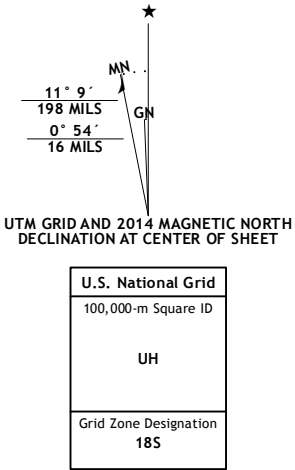 ★
MN
11° 9´
198 MILS
GN
0° 54´
16 MILS
UTM GRID AND 2014 MAGNETIC NORTH
DECLINATION AT CENTER OF SHEET
U.S. National Grid
100,000-m Square ID
UH
Grid Zone Designation
18S